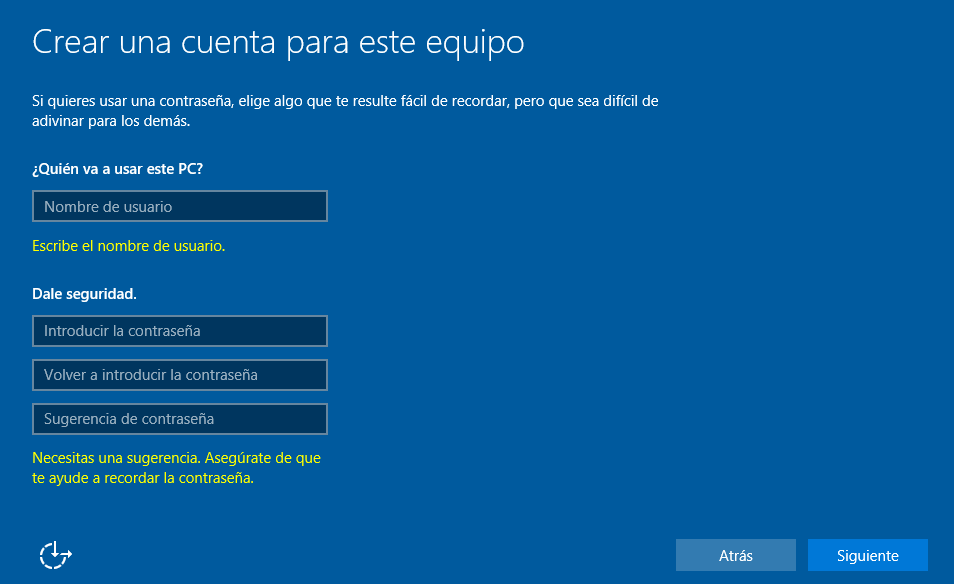 Crear una cuenta para este equipo
Si quieres usar una contraseña, elige algo que te resulte fácil de recordar, pero que sea difícil de
adivinar para los demás.
¿Quién va a usar este PC?
Nombre de usuario
Escribe el nombre de usuario.
Dale seguridad.
Introducir la contraseña
Volver a introducir la contraseña
Sugerencia de contraseña
Necesitas una sugerencia. Asegúrate de que
te ayude a recordar la contraseña.
Atrás
Siguiente